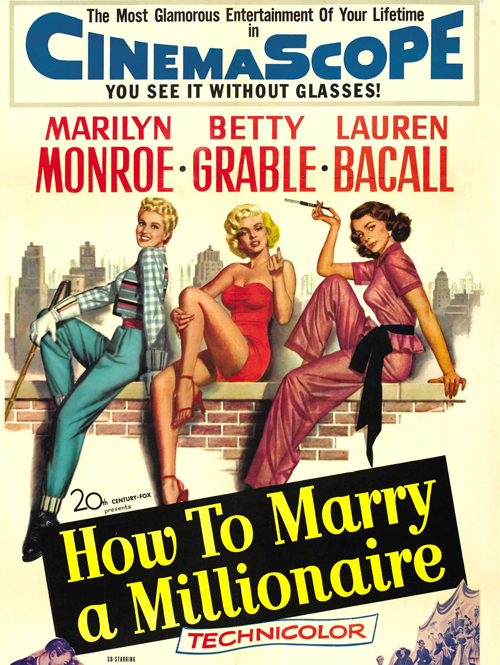 The Most Glamorous Entertainment Of Your Lifetime
in
CINEMASCOPE
YOU SEE IT WITHOUT GLASSES!
MARILYN BETTY LAUREN
MONROE · GRABLE · BACALL
20th CENTURY-FOX
presents
How To Marry
a Millionaire
TECHNICOLOR
CO-STARRING